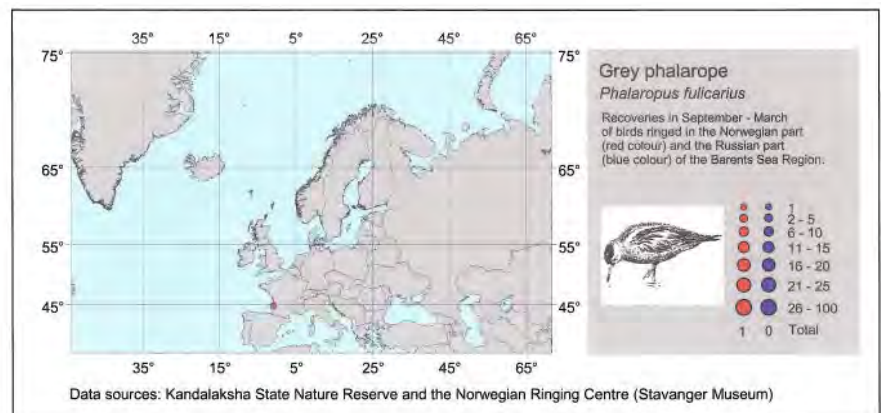 35° 15° 5° 25° 45° 65°
75° 75°
65° 65°
55° 55°
45° 45°
35° 15° 5° 25° 45° 65°
Grey phalarope
Phalaropus fulicarius
Recoveries in September - March
of birds ringed in the Norwegian part
(red colour) and the Russian part
(blue colour) of the Barents Sea Region.
1
2 - 5
6 - 10
11 - 15
16 - 20
21 - 25
26 - 100
1 0 Total
Data sources: Kandalaksha State Nature Reserve and the Norwegian Ringing Centre (Stavanger Museum)